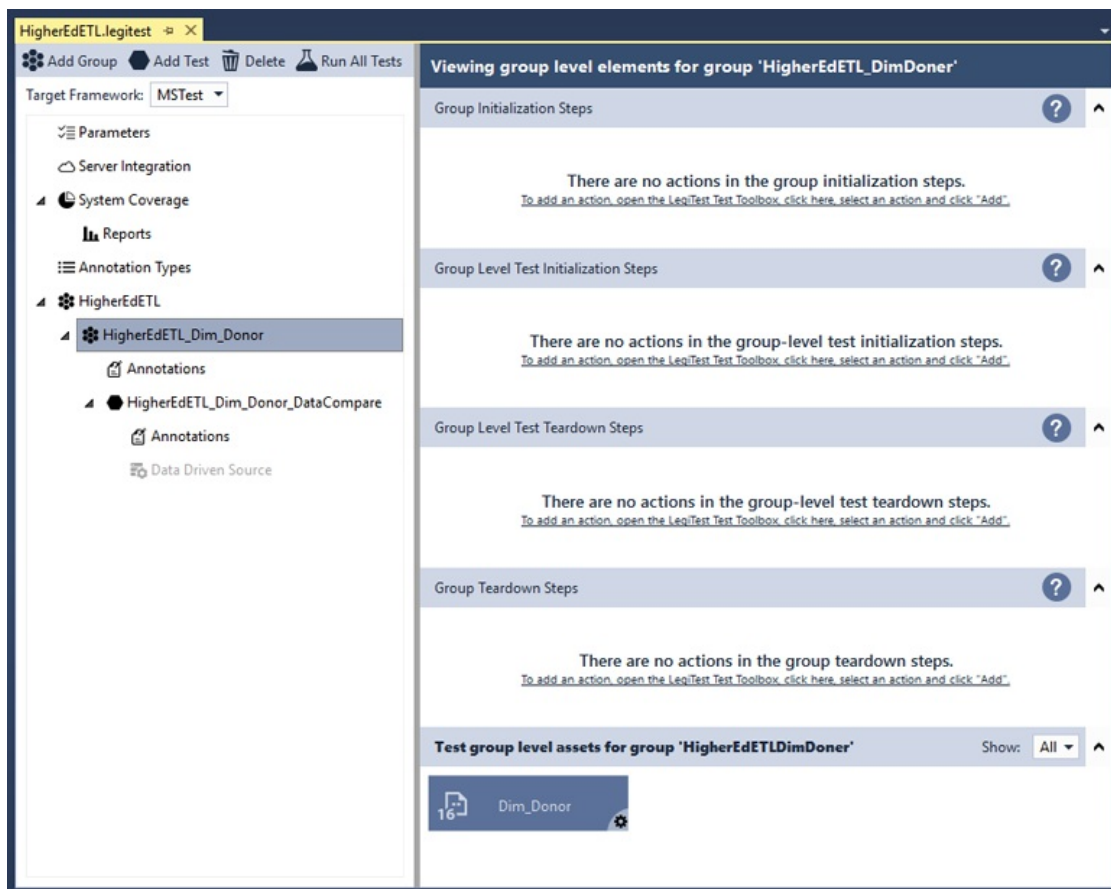 HigherEdETL.legitest
Add Group Add Test Delete Run All Tests
Target Framework: MSTest
Parameters
Server Integration
System Coverage
Reports
Annotation Types
HigherEdETL
HigherEdETL_Dim_Donor
Annotations
HigherEdETL_Dim_Donor_DataCompare
Annotations
Data Driven Source
Viewing group level elements for group 'HigherEdETL_DimDoner'
Group Initialization Steps ?
There are no actions in the group initialization steps.
To add an action, open the LegiTest Test Toolbox, click here, select an action and click "Add".
Group Level Test Initialization Steps ?
There are no actions in the group-level test initialization steps.
To add an action, open the LegiTest Test Toolbox, click here, select an action and click "Add".
Group Level Test Teardown Steps ?
There are no actions in the group-level test teardown steps.
To add an action, open the LegiTest Test Toolbox, click here, select an action and click "Add".
Group Teardown Steps ?
There are no actions in the group teardown steps.
To add an action, open the LegiTest Test Toolbox, click here, select an action and click "Add".
Test group level assets for group 'HigherEdETLDimDoner' Show: All
16 Dim_Donor